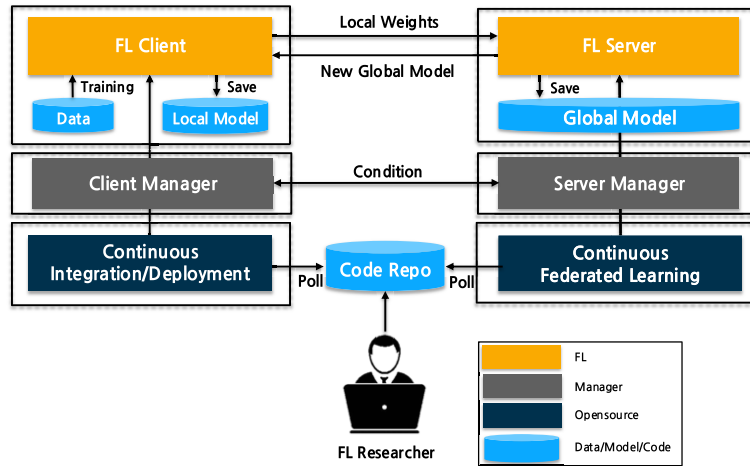 FL Client
Local Weights
FL Server
New Global Model
Training
Save
Save
Data
Local Model
Global Model
Client Manager
Condition
Server Manager
Continuous
Integration/Deployment
Code Repo
Continuous
Federated Learning
Poll
Poll
FL Researcher
FL
Manager
Opensource
Data/Model/Code